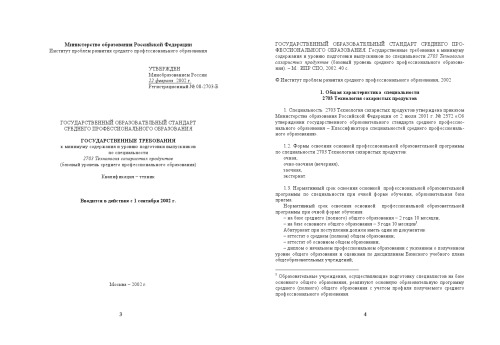 Министерство образования Российской Федерации
Институт проблем развития среднего профессионального образования
УТВЕРЖДЕН
Минобразованием России
12 февраля 2002 г.
Регистрационный № 08-2703-Б
ГОСУДАРСТВЕННЫЙ ОБРАЗОВАТЕЛЬНЫЙ СТАНДАРТ
СРЕДНЕГО ПРОФЕССИОНАЛЬНОГО ОБРАЗОВАНИЯ
ГОСУДАРСТВЕННЫЕ ТРЕБОВАНИЯ
к минимуму содержания и уровню подготовки выпускников
по специальности
2703 Технология сахаристых продуктов
(базовый уровень среднего профессионального образования)
Квалификация – техник
Вводятся в действие с 1 сентября 2002 г.
Москва – 2002 г.
3
ГОСУДАРСТВЕННЫЙ ОБРАЗОВАТЕЛЬНЫЙ СТАНДАРТ СРЕДНЕГО ПРО-
ФЕССИОНАЛЬНОГО ОБРАЗОВАНИЯ. Государственные требования к минимуму
содержания и уровню подготовки выпускников по специальности 2703 Технология
сахаристых продуктов (базовый уровень среднего профессионального образова-
ния). – М.: ИПР СПО, 2002. 40 с.
© Институт проблем развития среднего профессионального образования, 2002
1. Общая характеристика специальности
2703 Технология сахаристых продуктов
1. Специальность 2703 Технология сахаристых продуктов утверждена приказом
Министерства образования Российской Федерации от 2 июля 2001 г. № 2572 «Об
утверждении государственного образовательного стандарта среднего профессио-
нального образования – Классификатора специальностей среднего профессиональ-
ного образования»
1.2. Формы освоения основной профессиональной образовательной программы
по специальности 2703 Технология сахаристых продуктов:
очная,
очно-заочная (вечерняя),
заочная,
экстернат
1.3. Нормативный срок освоения основной профессиональной образовательной
программы по специальности при очной форме обучения, образовательная база
приема.
Нормативный срок освоения основной профессиональной образовательной
программы при очной форме обучения:
– на базе среднего (полного) общего образования – 2 года 10 месяцев,
– на базе основного общего образования – 3 года 10 месяцев¹
Абитуриент при поступлении должен иметь один из документов:
– аттестат о среднем (полном) общем образовании,
– аттестат об основном общем образовании,
– диплом о начальном профессиональном образовании с указанием о полученном
уровне общего образования и оценками по дисциплинам Базисного учебного плана
общеобразовательных учреждений,
¹ Образовательные учреждения, осуществляющие подготовку специалистов на базе
основного общего образования, реализуют основную образовательную программу
среднего (полного) общего образования с учетом профиля получаемого среднего
профессионального образования.
4